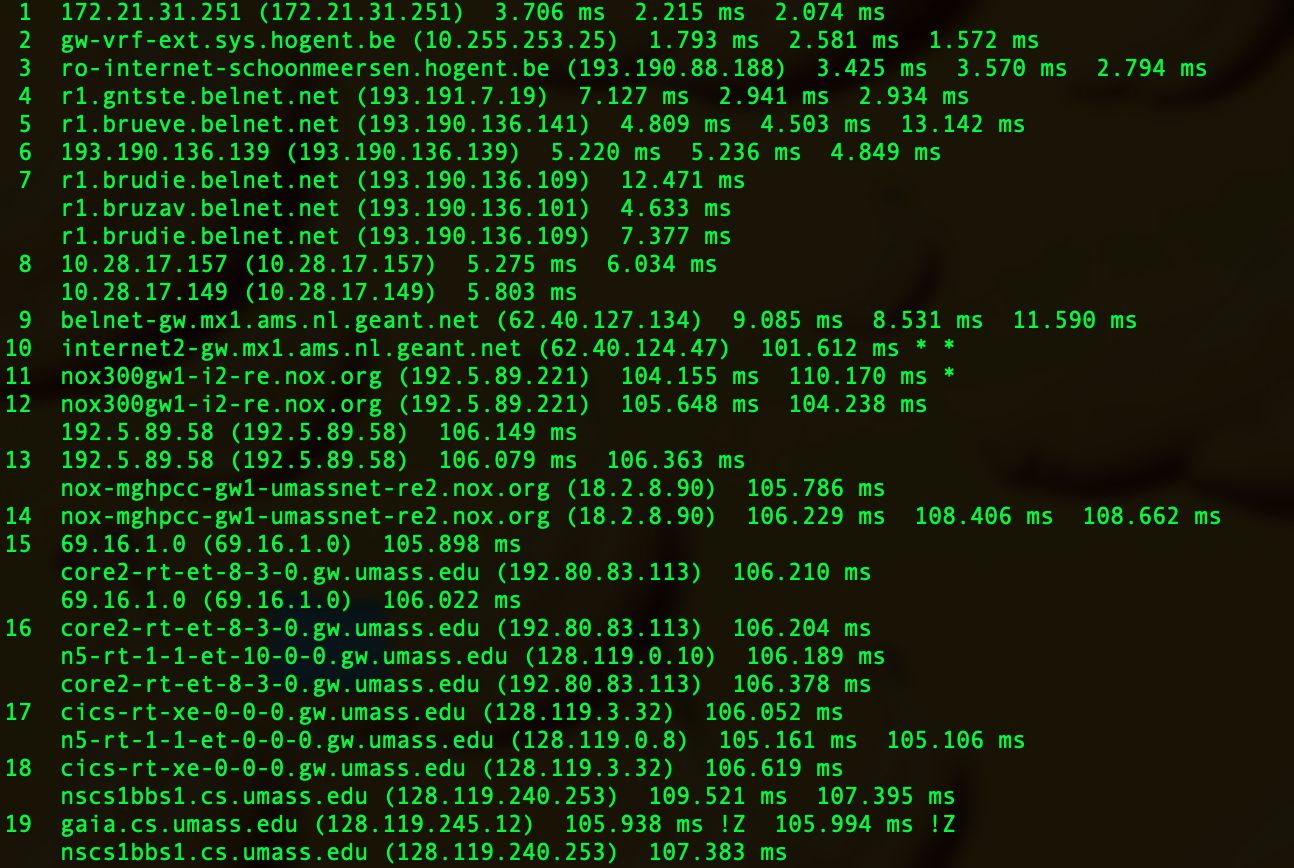 1 172.21.31.251 (172.21.31.251) 3.706 ms 2.215 ms 2.074 ms
2 gw-vrf-ext.sys.hogent.be (10.255.253.25) 1.793 ms 2.581 ms 1.572 ms
3 ro-internet-schoonmeersen.hogent.be (193.190.88.188) 3.425 ms 3.570 ms 2.794 ms
4 r1.gntste.belnet.net (193.191.7.19) 7.127 ms 2.941 ms 2.934 ms
5 r1.brueve.belnet.net (193.190.136.141) 4.809 ms 4.503 ms 13.142 ms
6 193.190.136.139 (193.190.136.139) 5.220 ms 5.236 ms 4.849 ms
7 r1.brudie.belnet.net (193.190.136.109) 12.471 ms
r1.bruzav.belnet.net (193.190.136.101) 4.633 ms
r1.brudie.belnet.net (193.190.136.109) 7.377 ms
8 10.28.17.157 (10.28.17.157) 5.275 ms 6.034 ms
10.28.17.149 (10.28.17.149) 5.803 ms
9 belnet-gw.mx1.ams.nl.geant.net (62.40.127.134) 9.085 ms 8.531 ms 11.590 ms
10 internet2-gw.mx1.ams.nl.geant.net (62.40.124.47) 101.612 ms * *
11 nox300gw1-i2-re.nox.org (192.5.89.221) 104.155 ms 110.170 ms *
12 nox300gw1-i2-re.nox.org (192.5.89.221) 105.648 ms 104.238 ms
192.5.89.58 (192.5.89.58) 106.149 ms
13 192.5.89.58 (192.5.89.58) 106.079 ms 106.363 ms
nox-mghpcc-gw1-umassnet-re2.nox.org (18.2.8.90) 105.786 ms
14 nox-mghpcc-gw1-umassnet-re2.nox.org (18.2.8.90) 106.229 ms 108.406 ms 108.662 ms
15 69.16.1.0 (69.16.1.0) 105.898 ms
core2-rt-et-8-3-0.gw.umass.edu (192.80.83.113) 106.210 ms
69.16.1.0 (69.16.1.0) 106.022 ms
16 core2-rt-et-8-3-0.gw.umass.edu (192.80.83.113) 106.204 ms
n5-rt-1-1-et-10-0-0.gw.umass.edu (128.119.0.10) 106.189 ms
core2-rt-et-8-3-0.gw.umass.edu (192.80.83.113) 106.378 ms
17 cics-rt-xe-0-0-0.gw.umass.edu (128.119.3.32) 106.052 ms
n5-rt-1-1-et-0-0-0.gw.umass.edu (128.119.0.8) 105.161 ms 105.106 ms
18 cics-rt-xe-0-0-0.gw.umass.edu (128.119.3.32) 106.619 ms
nscs1bbs1.cs.umass.edu (128.119.240.253) 109.521 ms 107.395 ms
19 gaia.cs.umass.edu (128.119.245.12) 105.938 ms !Z 105.994 ms !Z
nscs1bbs1.cs.umass.edu (128.119.240.253) 107.383 ms